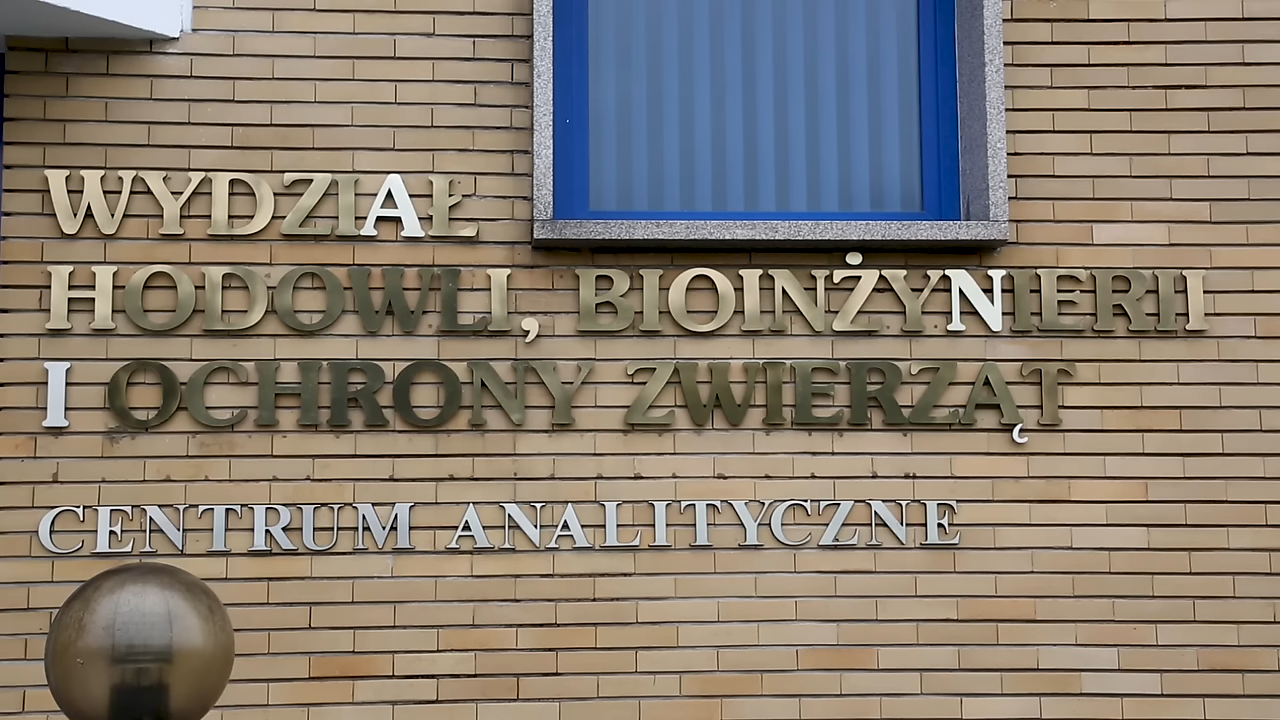 WYDZIAŁ
HODOWLI, BIOINŻYNIERII
I OCHRONY ZWIERZĄT
CENTRUM ANALITYCZNE